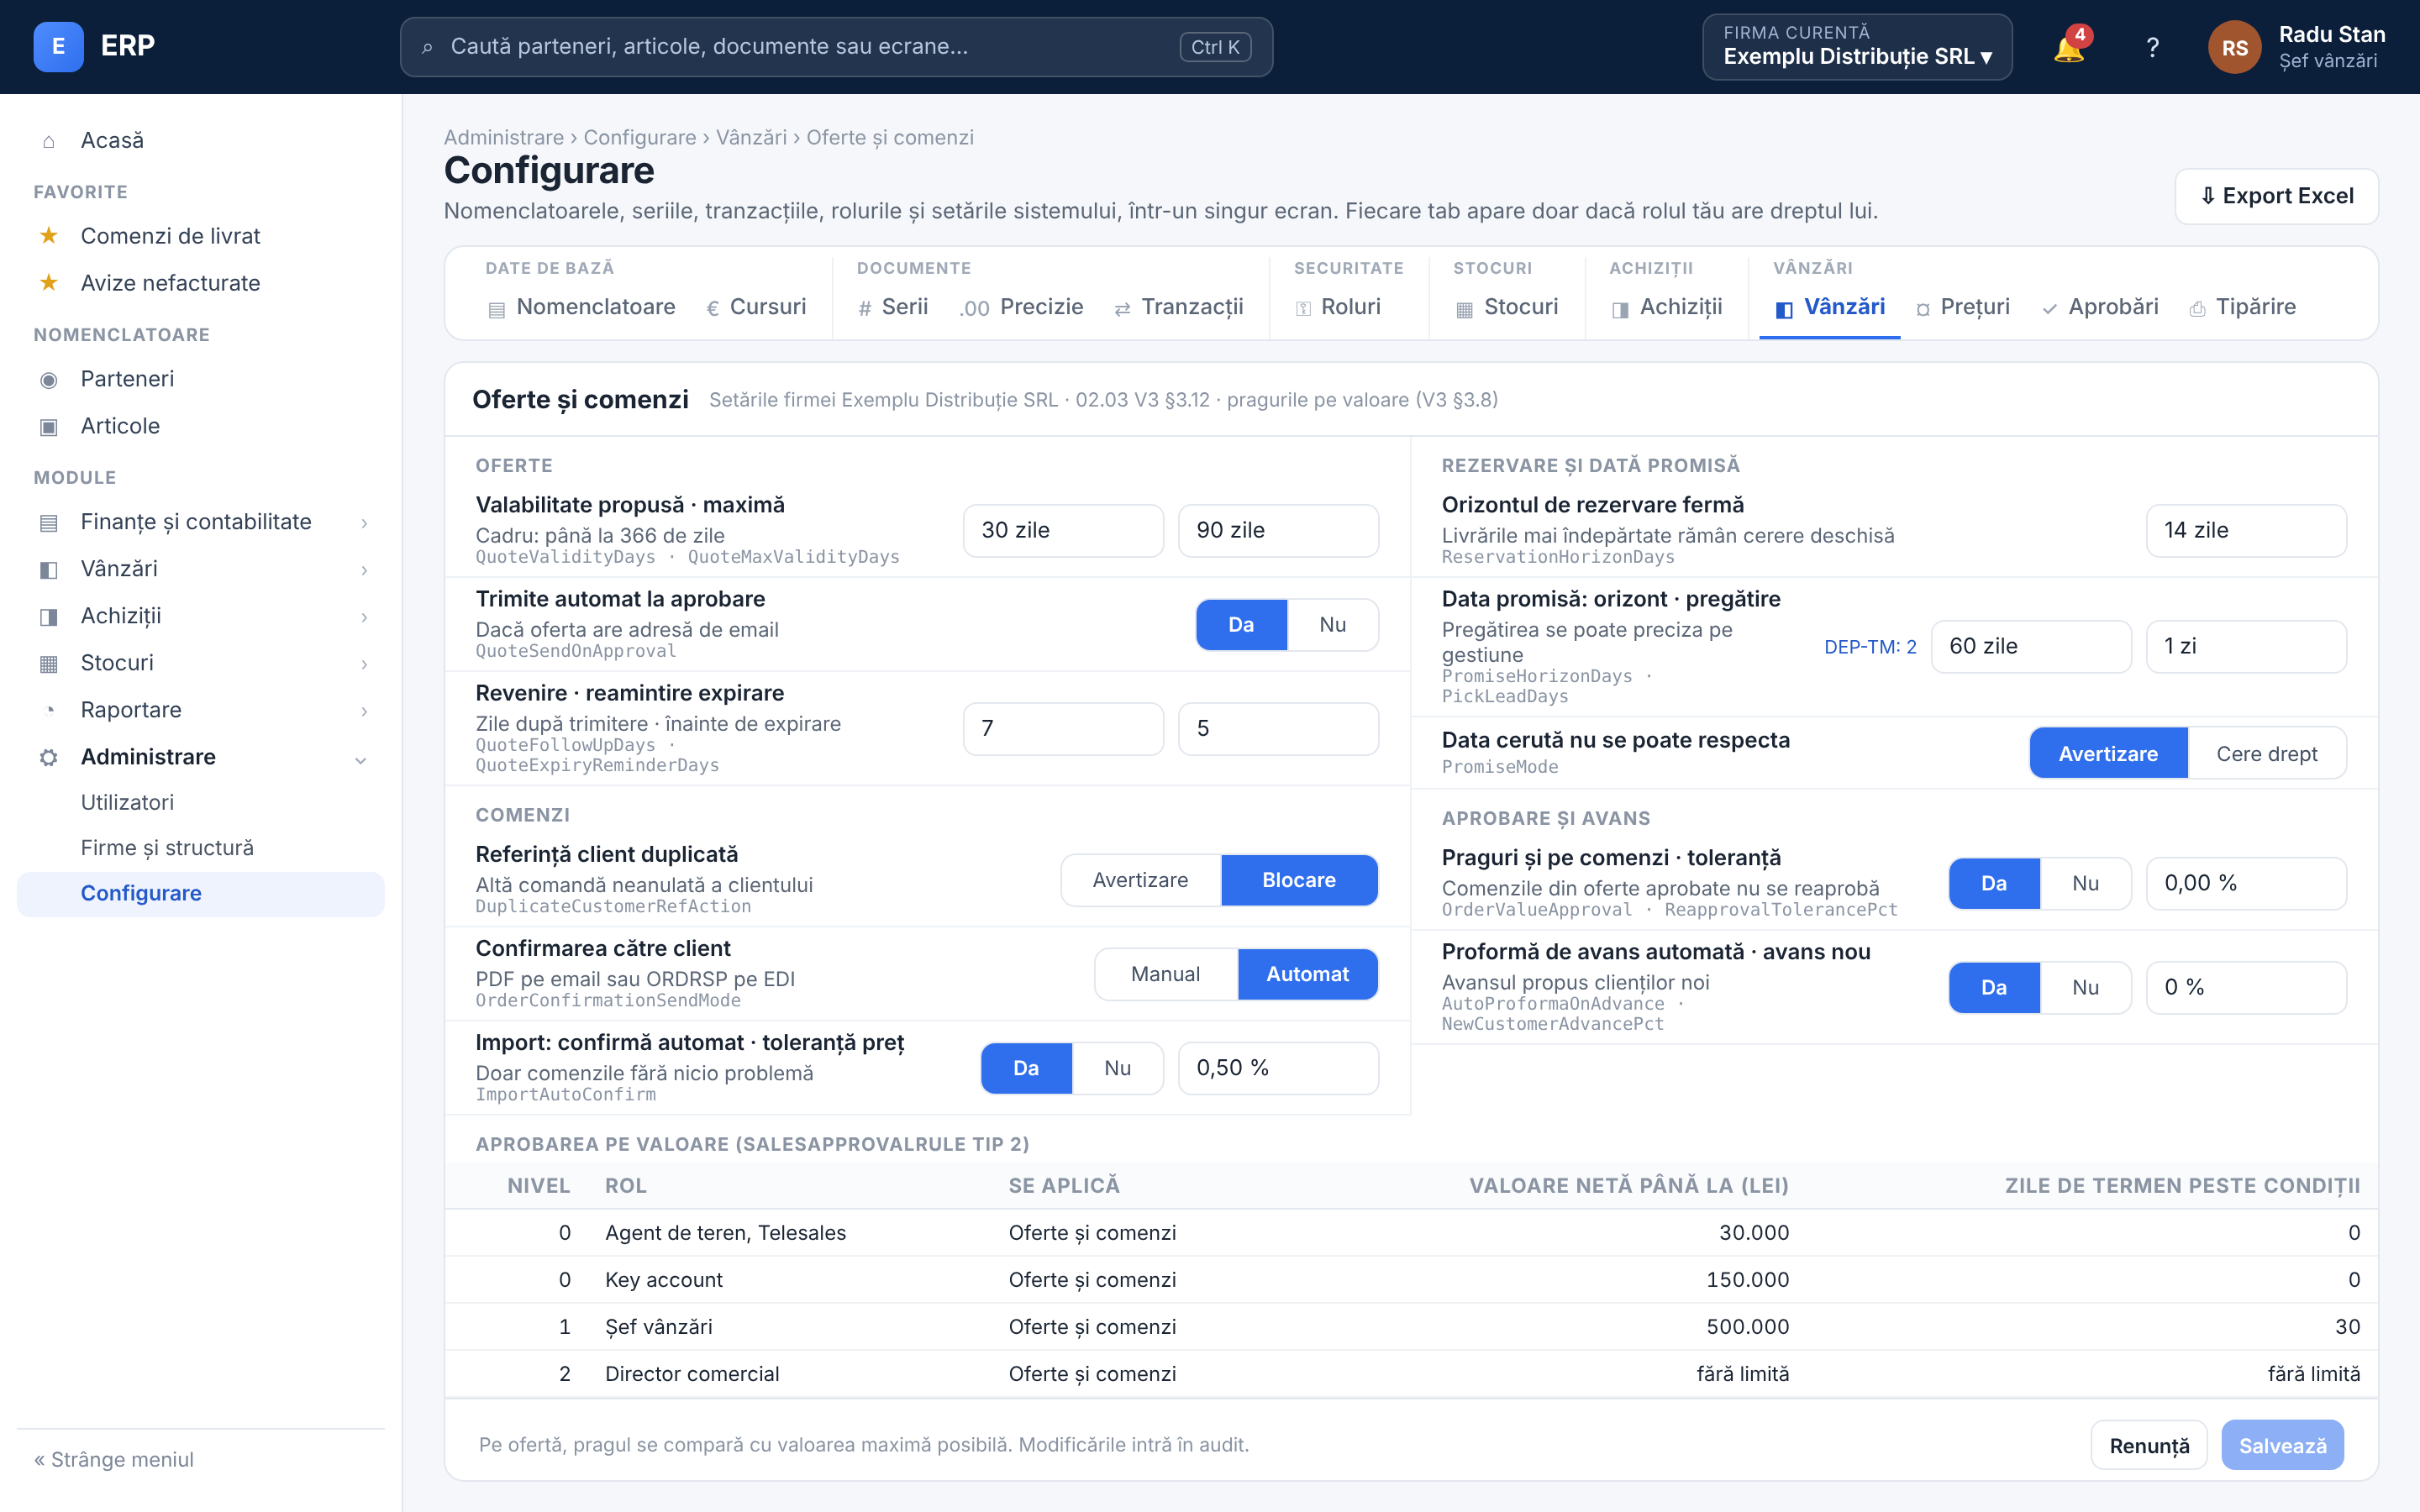 E ERP
Caută parteneri, articole, documente sau ecrane... Ctrl K
FIRMA CURENTĂ
Exemplu Distribuție SRL ▾
4
?
RS
Radu Stan
Șef vânzări
Acasă
FAVORITE
★ Comenzi de livrat
★ Avize nefacturate
NOMENCLATOARE
Parteneri
Articole
MODULE
Finanțe și contabilitate ›
Vânzări ›
Achiziții ›
Stocuri ›
Raportare ›
Administrare
Utilizatori
Firme și structură
Configurare
« Strânge meniul
Administrare › Configurare › Vânzări › Oferte și comenzi
Configurare
Nomenclatoarele, seriile, tranzacțiile, rolurile și setările sistemului, într-un singur ecran. Fiecare tab apare doar dacă rolul tău are dreptul lui.
⇩ Export Excel
DATE DE BAZĂ
Nomenclatoare € Cursuri
DOCUMENTE
# Serii .00 Precizie ⇄ Tranzacții
SECURITATE
Roluri
STOCURI
Stocuri
ACHIZIȚII
Achiziții
VÂNZĂRI
Vânzări ¤ Prețuri ✓ Aprobări Tipărire
Oferte și comenzi Setările firmei Exemplu Distribuție SRL · 02.03 V3 §3.12 · pragurile pe valoare (V3 §3.8)
OFERTE
Valabilitate propusă · maximă
Cadru: până la 366 de zile
QuoteValidityDays · QuoteMaxValidityDays
30 zile 90 zile
Trimite automat la aprobare
Dacă oferta are adresă de email
QuoteSendOnApproval
Da Nu
Revenire · reamintire expirare
Zile după trimitere · înainte de expirare
QuoteFollowUpDays ·
QuoteExpiryReminderDays
7 5
COMENZI
Referință client duplicată
Altă comandă neanulată a clientului
DuplicateCustomerRefAction
Avertizare Blocare
Confirmarea către client
PDF pe email sau ORDRSP pe EDI
OrderConfirmationSendMode
Manual Automat
Import: confirmă automat · toleranță preț
Doar comenzile fără nicio problemă
ImportAutoConfirm
Da Nu 0,50 %
REZERVARE ȘI DATĂ PROMISĂ
Orizontul de rezervare fermă
Livrările mai îndepărtate rămân cerere deschisă
ReservationHorizonDays
14 zile
Data promisă: orizont · pregătire
Pregătirea se poate preciza pe
gestiune
PromiseHorizonDays ·
PickLeadDays
DEP-TM: 2 60 zile 1 zi
Data cerută nu se poate respecta
PromiseMode
Avertizare Cere drept
APROBARE ȘI AVANS
Praguri și pe comenzi · toleranță
Comenzile din oferte aprobate nu se reaprobă
OrderValueApproval · ReapprovalTolerancePct
Da Nu 0,00 %
Proformă de avans automată · avans nou
Avansul propus clienților noi
AutoProformaOnAdvance ·
NewCustomerAdvancePct
Da Nu 0 %
APROBAREA PE VALOARE (SALESAPPROVALRULE TIP 2)
NIVEL ROL SE APLICĂ VALOARE NETĂ PÂNĂ LA (LEI) ZILE DE TERMEN PESTE CONDIȚII
0 Agent de teren, Telesales Oferte și comenzi 30.000 0
0 Key account Oferte și comenzi 150.000 0
1 Șef vânzări Oferte și comenzi 500.000 30
2 Director comercial Oferte și comenzi fără limită fără limită
Pe ofertă, pragul se compară cu valoarea maximă posibilă. Modificările intră în audit.
Renunță Salvează